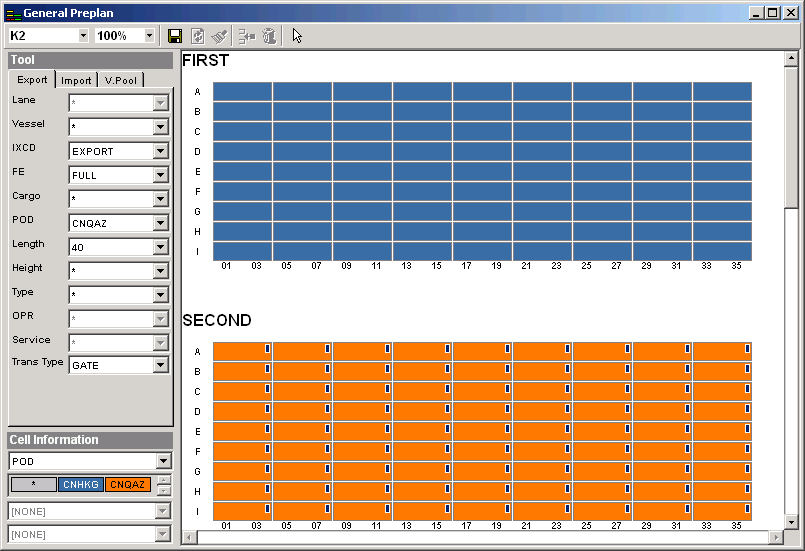 General Preplan
K2 100%
Tool
Export Import V.Pool
Lane *
Vessel *
IXCD EXPORT
FE FULL
Cargo *
POD CNQAZ
Length 40
Height *
Type *
OPR *
Service *
Trans Type GATE
Cell Information
POD
* CNHKG CNQAZ
[NONE]
[NONE]
FIRST
A
B
C
D
E
F
G
H
I
01 03 05 07 09 11 13 15 17 19 21 23 25 27 29 31 33 35
SECOND
A
B
C
D
E
F
G
H
I
01 03 05 07 09 11 13 15 17 19 21 23 25 27 29 31 33 35